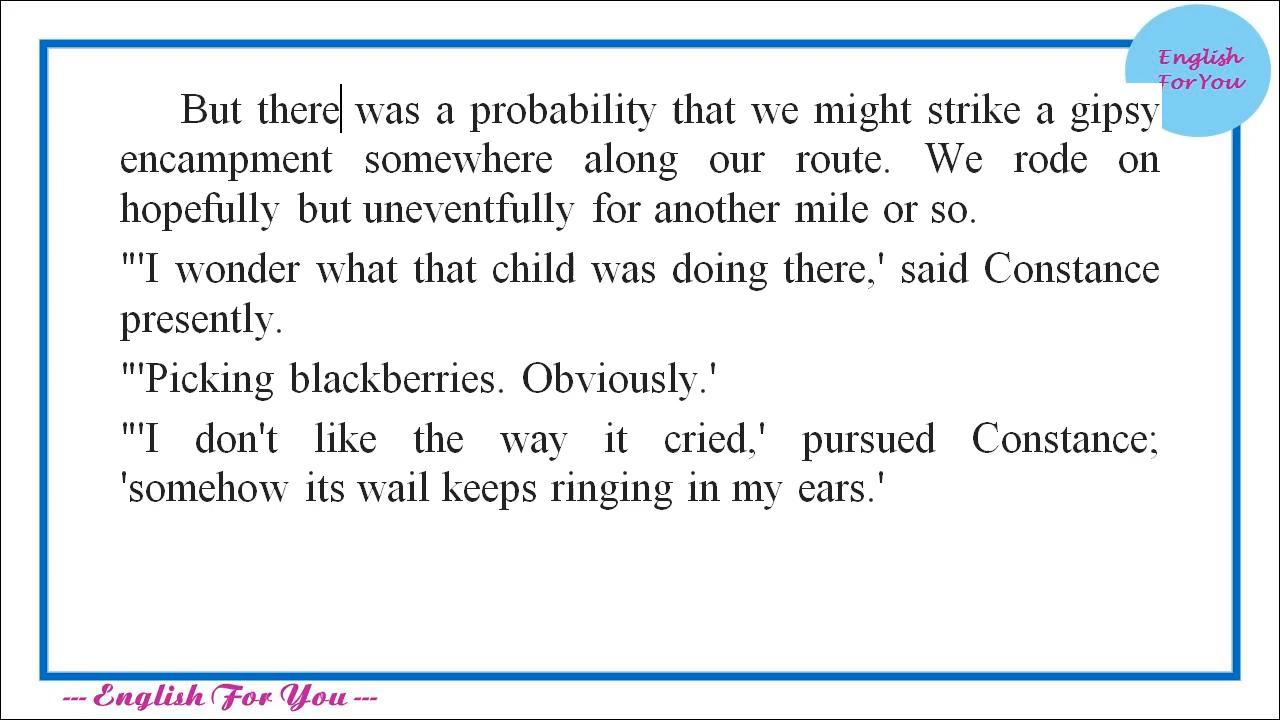 English
ForYou
But there was a probability that we might strike a gipsy
encampment somewhere along our route. We rode on
hopefully but uneventfully for another mile or so.
"'I wonder what that child was doing there,' said Constance
presently.
"'Picking blackberries. Obviously.'
"'I don't like the way it cried,' pursued Constance;
'somehow its wail keeps ringing in my ears.'
--- English For You ---